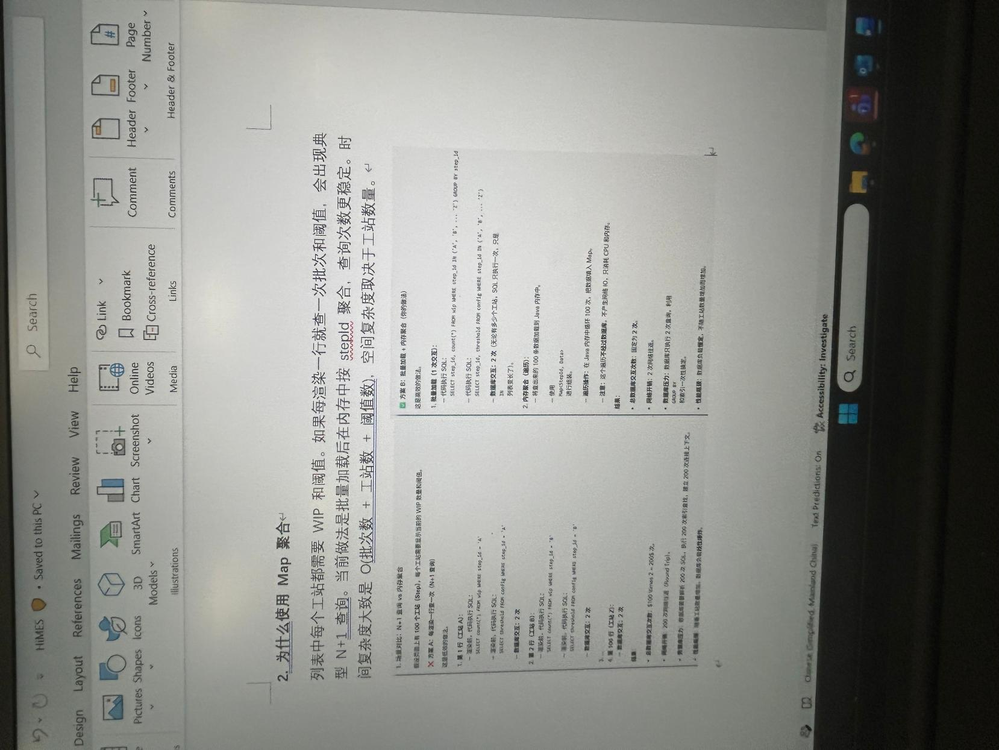 HiMES • Saved to this PC
Search
Design Layout References Mailings Review View Help
Pictures Shapes Icons 3D Models SmartArt Chart Screenshot
Illustrations
Online Videos
Media
Link
Bookmark
Cross-reference
Links
Comment
Comments
Header Footer Page Number
Header & Footer
2. 为什么使用 Map 聚合
列表中每个工站都需要 WIP 和阈值。如果每渲染一行就查一次批次和阈值，会出现典
型 N+1 查询。当前做法是批量加载后在内存中按 stepId 聚合，查询次数更稳定。时
间复杂度大致是 O(批次数 + 工站数 + 阈值数)，空间复杂度取决于工站数量。
1. 场景对比：N+1 查询 vs 内存聚合
假设页面上有 100 个工站 (Step)，每个工站需要显示当前的 WIP 数量和阈值。
❌ 方案 A：每渲染一行查一次（N+1 查询）
这是低效的做法。
1. 第 1 行 (工站 A)：
— 渲染前，代码执行 SQL：
SELECT count(*) FROM wip WHERE step_id = 'A'
— 渲染前，代码执行 SQL：
SELECT threshold FROM config WHERE step_id = 'A'
— 数据库交互：2 次
2. 第 2 行 (工站 B)：
— 渲染前，代码执行 SQL：
SELECT count(*) FROM wip WHERE step_id = 'B'
— 渲染前，代码执行 SQL：
SELECT threshold FROM config WHERE step_id = 'B'
— 数据库交互：2 次
3. ...
4. 第 100 行 (工站 Z)：
— 数据库交互：2 次
结果：
• 总数据库交互次数：$100 \times 2 = 200$ 次。
• 网络开销：200 次网络往返 (Round Trip)。
• 数据库压力：数据库需要解析 200 次 SQL，执行 200 次索引查找，建立 200 次连接上下文。
✅ 方案 B：批量加载 + 内存聚合（你的做法）
这是高效的做法。
1. 批量加载（1 次交互）：
— 代码执行 SQL：
SELECT step_id, count(*) FROM wip WHERE step_id IN ('A', 'B', ... 'Z') GROUP BY step_id
— 代码执行 SQL：
SELECT step_id, threshold FROM config WHERE step_id IN ('A', 'B', ... 'Z')
— 数据库交互：2 次（无论有多少个工站，SQL 只执行一次，只是
IN
列表变长了）。
2. 内存聚合（遍历）：
— 将查出来的 100 条数据加载到 Java 内存中。
— 使用
Map<StepId, Data>
进行组装。
— 遍历操作：在 Java 内存中循环 100 次，把数据填入 Map。
— 注意：这个遍历不经过数据库，不产生网络 IO，只消耗 CPU 和内存。
结果：
• 总数据库交互次数：固定为 2 次。
• 网络开销：2 次网络往返。
• 数据库压力：数据库只执行 2 次查询，利用
GROUP BY
和索引一次性搞定。
• 性能瓶颈：数据库负载恒定，不随工站数量增加而增加。
Chinese (Simplified, Mainland China) Text Predictions: On Accessibility: Investigate
Search